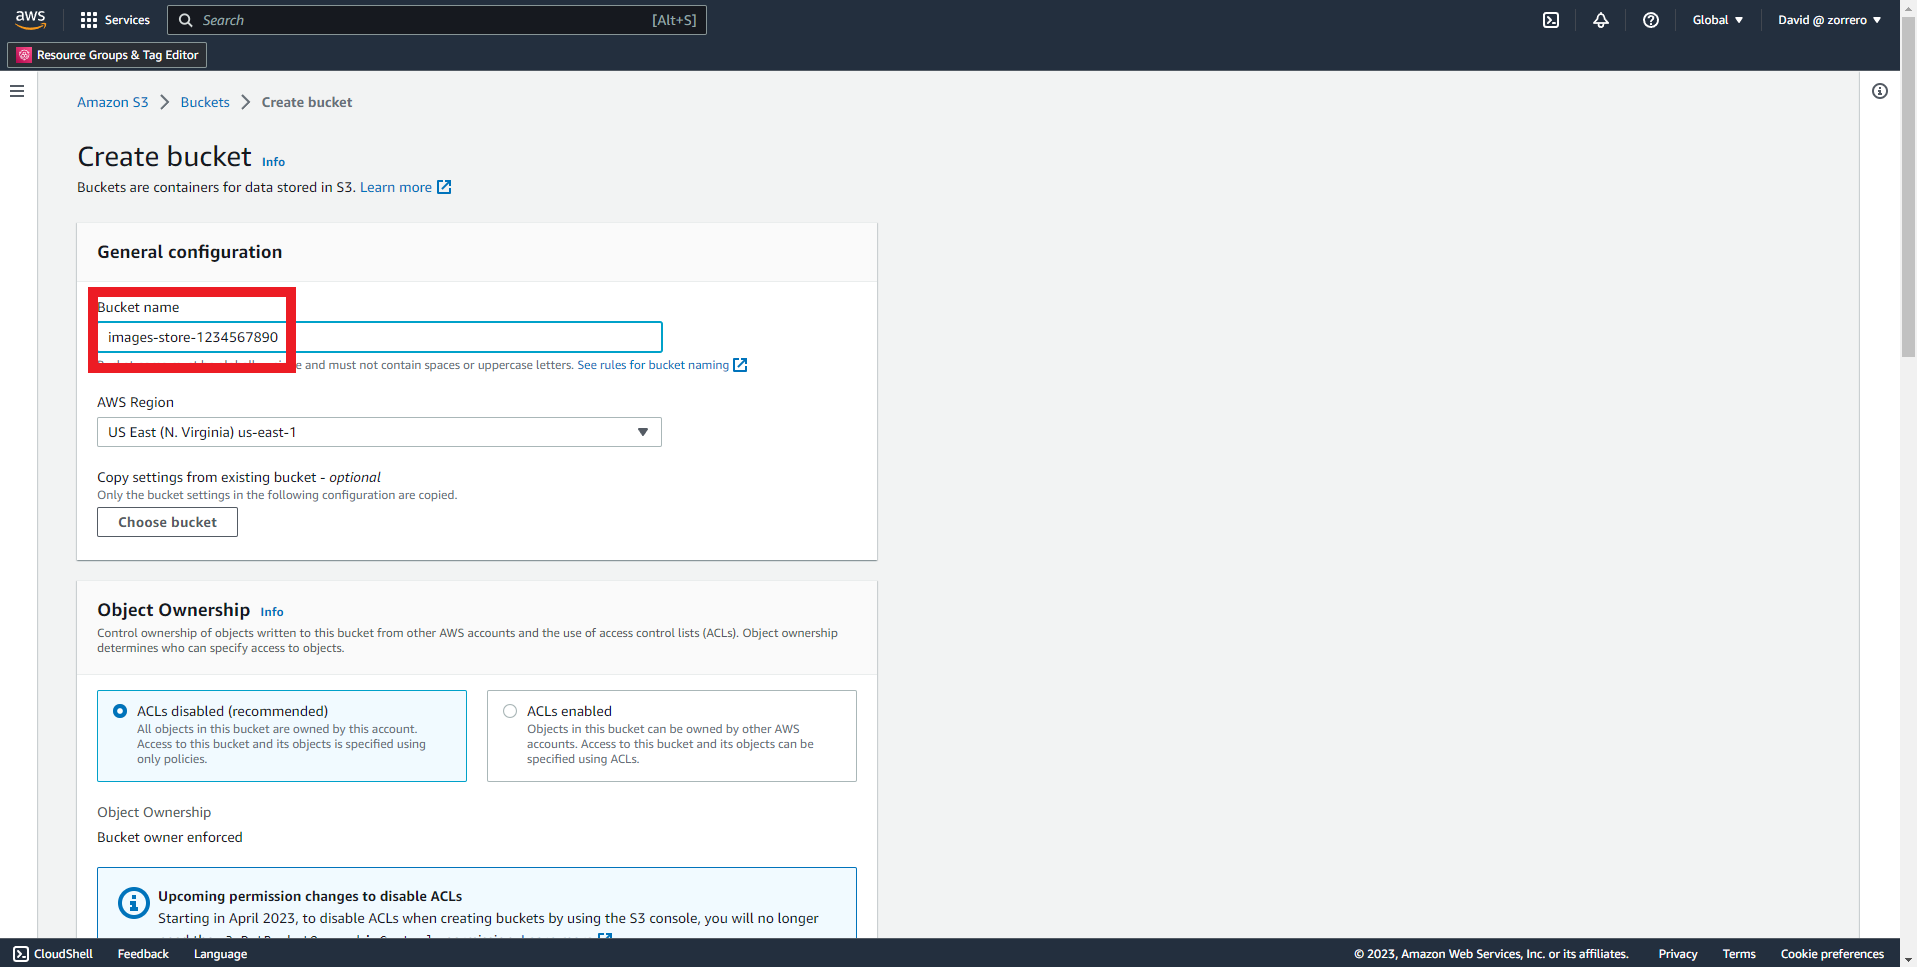 aws Services Search [Alt+S] Global David @ zorrero
Resource Groups & Tag Editor
Amazon S3 Buckets Create bucket
Create bucket Info
Buckets are containers for data stored in S3. Learn more
General configuration
Bucket name
images-store-1234567890
and must not contain spaces or uppercase letters. See rules for bucket naming
AWS Region
US East (N. Virginia) us-east-1
Copy settings from existing bucket - optional
Only the bucket settings in the following configuration are copied.
Choose bucket
Object Ownership Info
Control ownership of objects written to this bucket from other AWS accounts and the use of access control lists (ACLs). Object ownership
determines who can specify access to objects.
ACLs disabled (recommended)
All objects in this bucket are owned by this account.
Access to this bucket and its objects is specified using
only policies.
ACLs enabled
Objects in this bucket can be owned by other AWS
accounts. Access to this bucket and its objects can be
specified using ACLs.
Object Ownership
Bucket owner enforced
Upcoming permission changes to disable ACLs
Starting in April 2023, to disable ACLs when creating buckets by using the S3 console, you will no longer
CloudShell Feedback Language © 2023, Amazon Web Services, Inc. or its affiliates. Privacy Terms Cookie preferences